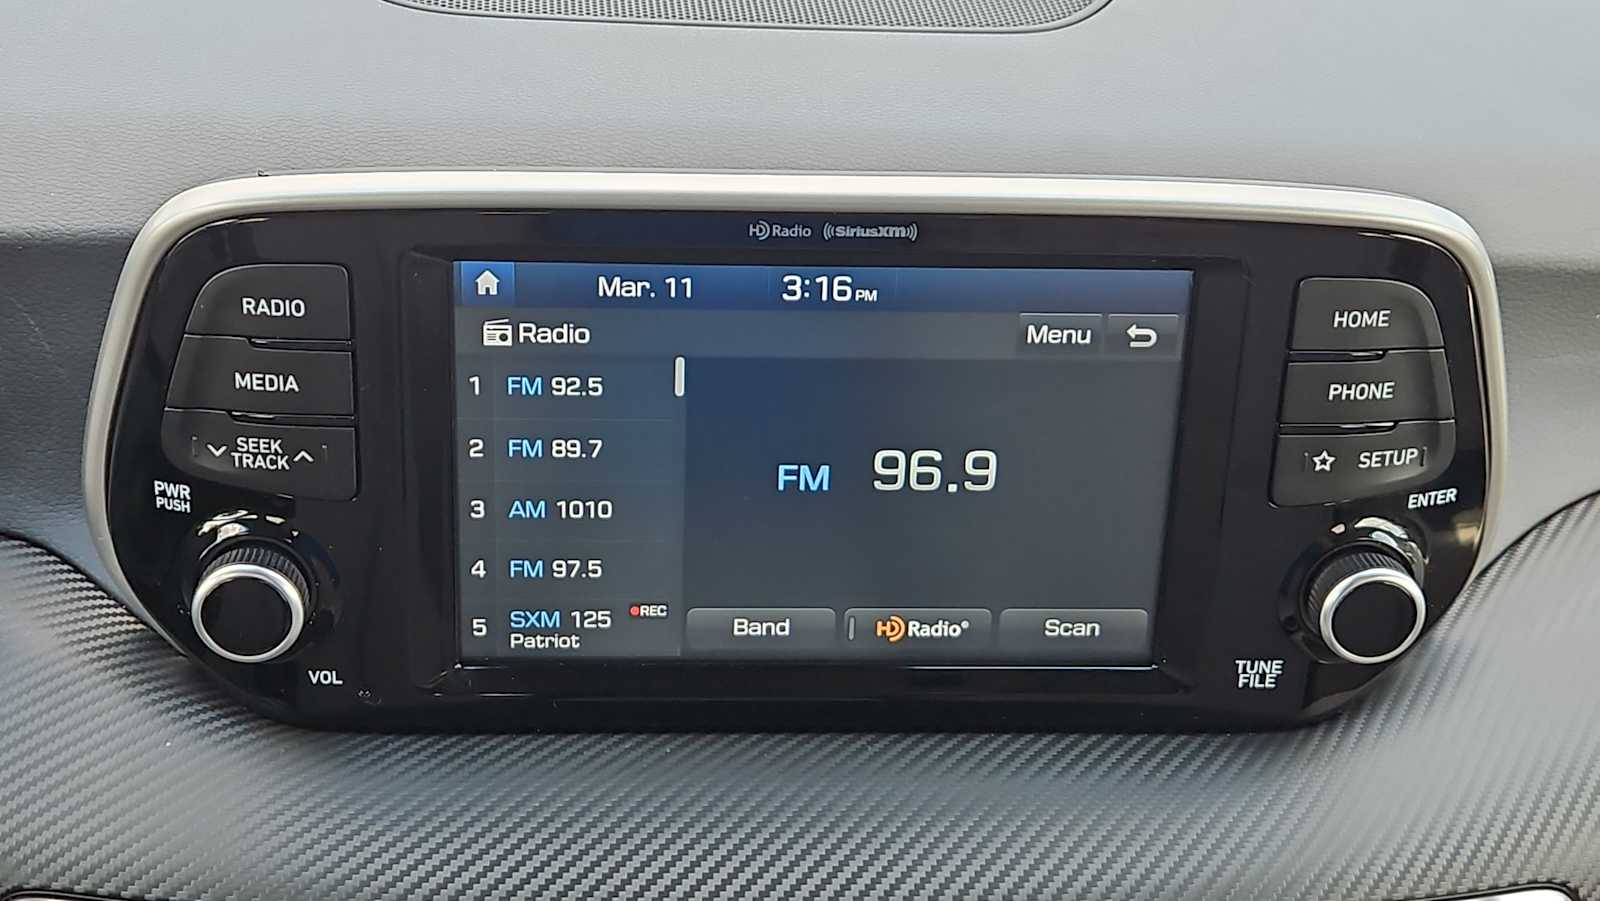 HD Radio ((SiriusXM))
RADIO
MEDIA
SEEK
TRACK
PWR
PUSH
VOL
Mar. 11 3:16 PM
Radio Menu
1 FM 92.5
2 FM 89.7
3 AM 1010
4 FM 97.5
5 SXM 125 REC
Patriot
FM 96.9
Band HD Radio® Scan
HOME
PHONE
SETUP
ENTER
TUNE
FILE